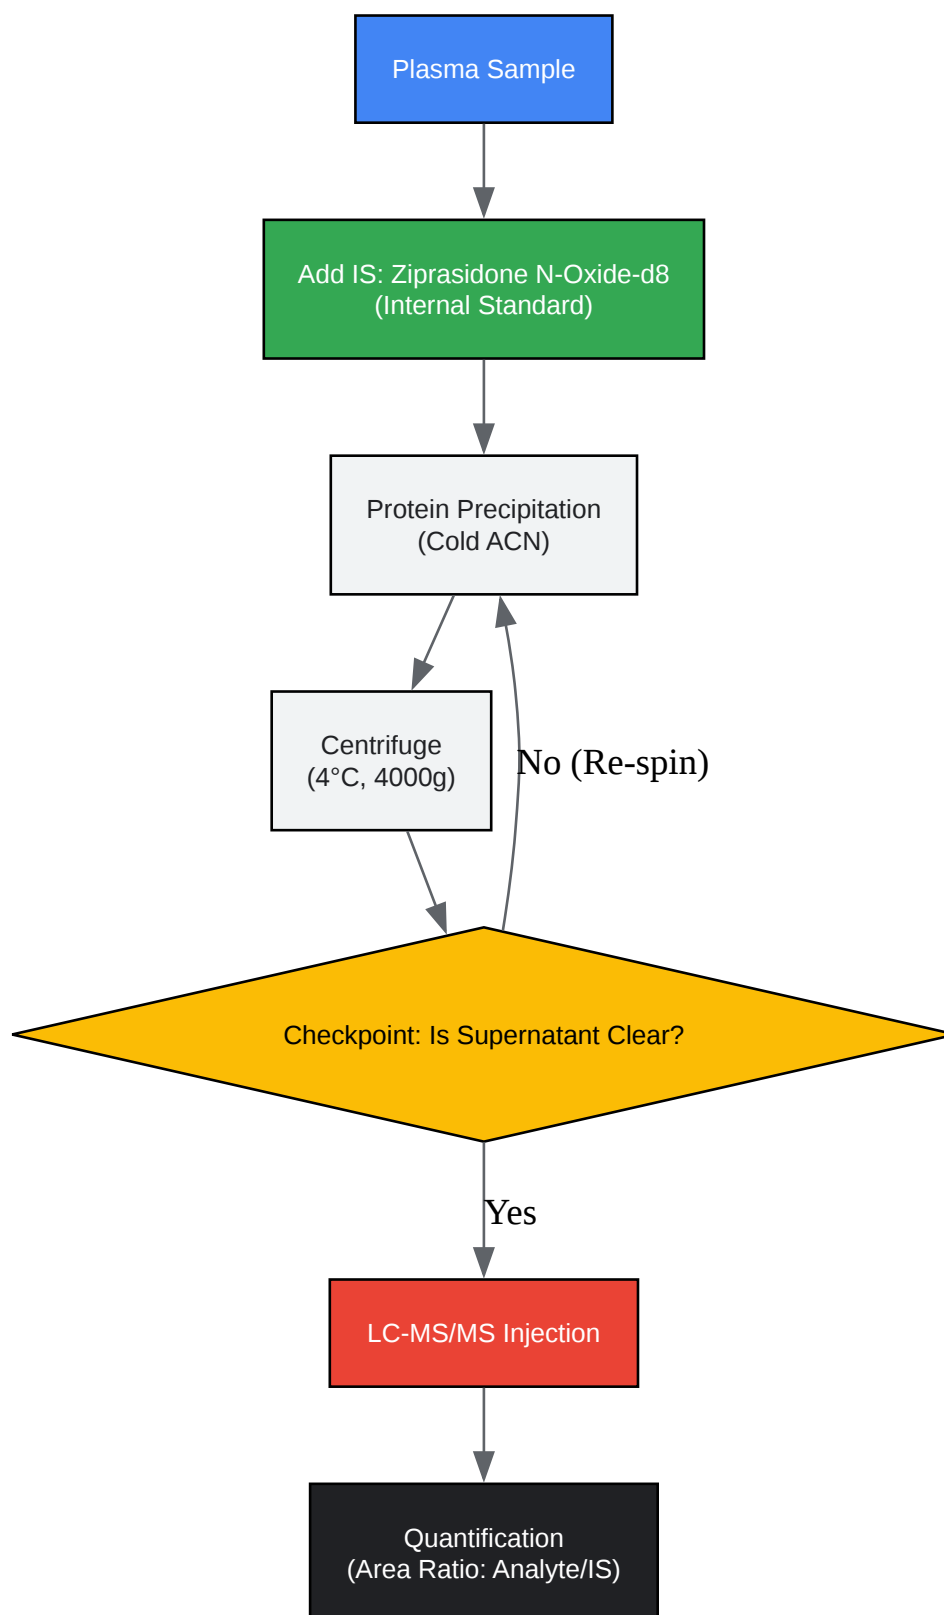 Plasma Sample
Add IS: Ziprasidone N-Oxide-d8
(Internal Standard)
Protein Precipitation
(Cold ACN)
Centrifuge
(4°C, 4000g)
No (Re-spin)
Checkpoint: Is Supernatant Clear?
Yes
LC-MS/MS Injection
Quantification
(Area Ratio: Analyte/IS)